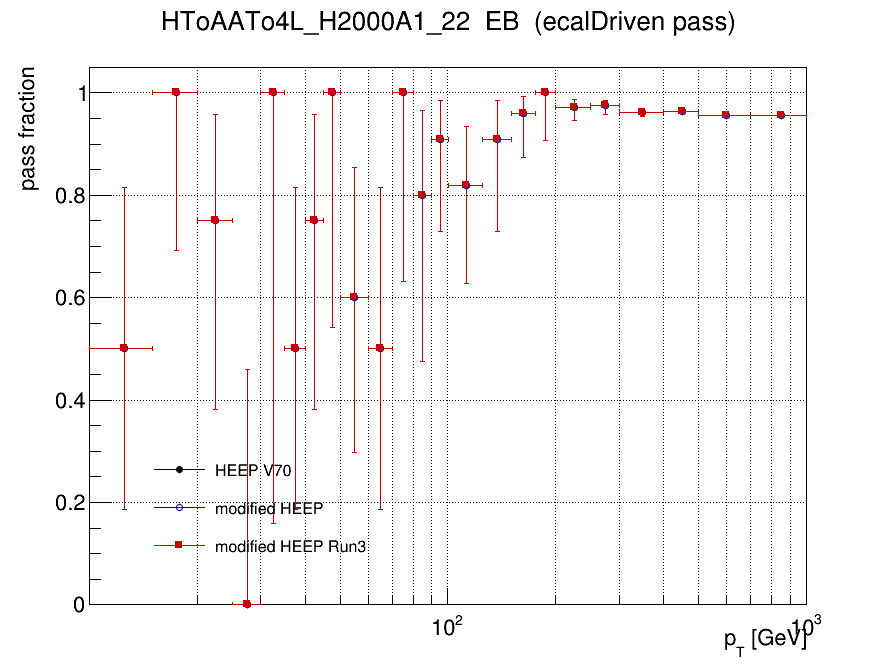 HToAATo4L_H2000A1_22 EB (ecalDriven pass)
pass fraction
1
0.8
0.6
0.4
0.2
0
HEEP V70
modified HEEP
modified HEEP Run3
10²
10³
p_T [GeV]